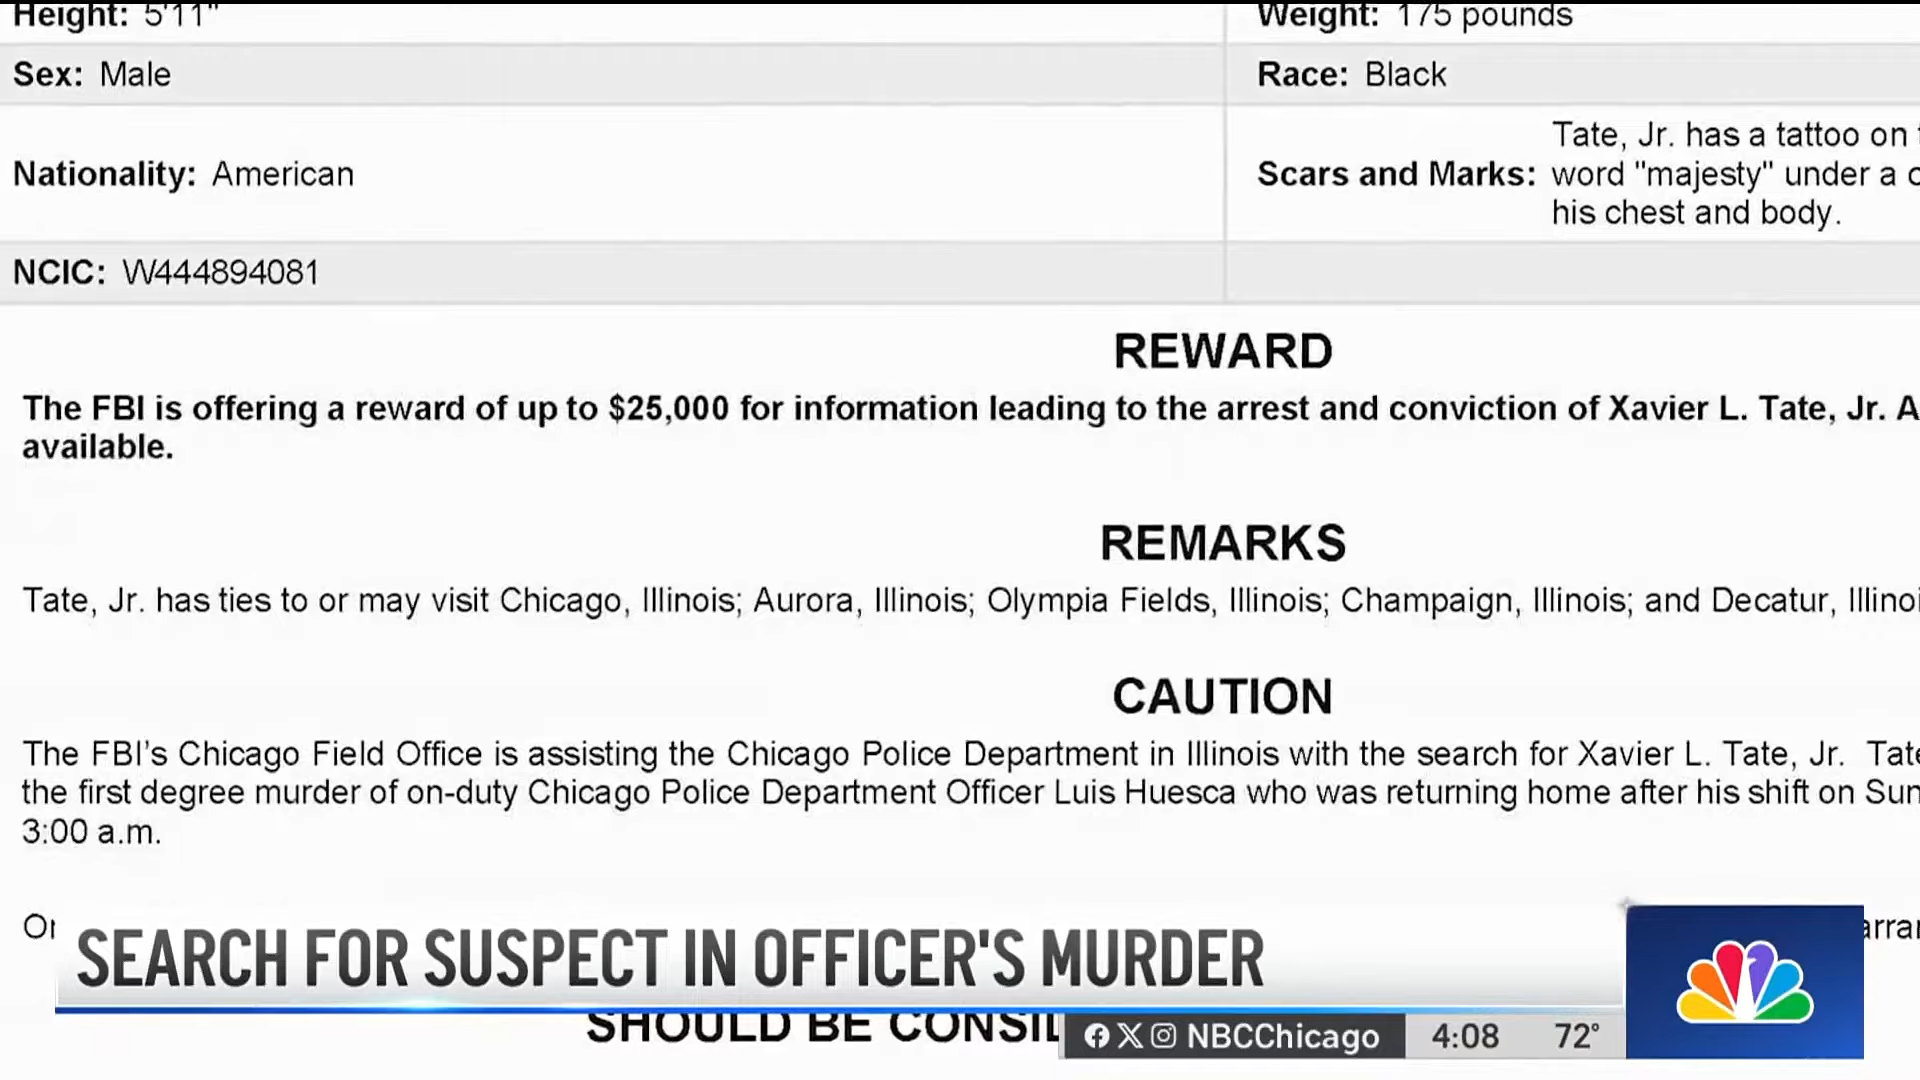 Height: 5'11"
Weight: 175 pounds
Sex: Male
Race: Black
Nationality: American
Scars and Marks:
Tate, Jr. has a tattoo on
word "majesty" under a
his chest and body.
NCIC: W444894081
REWARD
The FBI is offering a reward of up to $25,000 for information leading to the arrest and conviction of Xavier L. Tate, Jr. A
available.
REMARKS
Tate, Jr. has ties to or may visit Chicago, Illinois; Aurora, Illinois; Olympia Fields, Illinois; Champaign, Illinois; and Decatur, Illinoi
CAUTION
The FBI's Chicago Field Office is assisting the Chicago Police Department in Illinois with the search for Xavier L. Tate, Jr. Tate
the first degree murder of on-duty Chicago Police Department Officer Luis Huesca who was returning home after his shift on Sun
3:00 a.m.
SEARCH FOR SUSPECT IN OFFICER'S MURDER
SHOULD BE
NBCChicago
4:08
72°